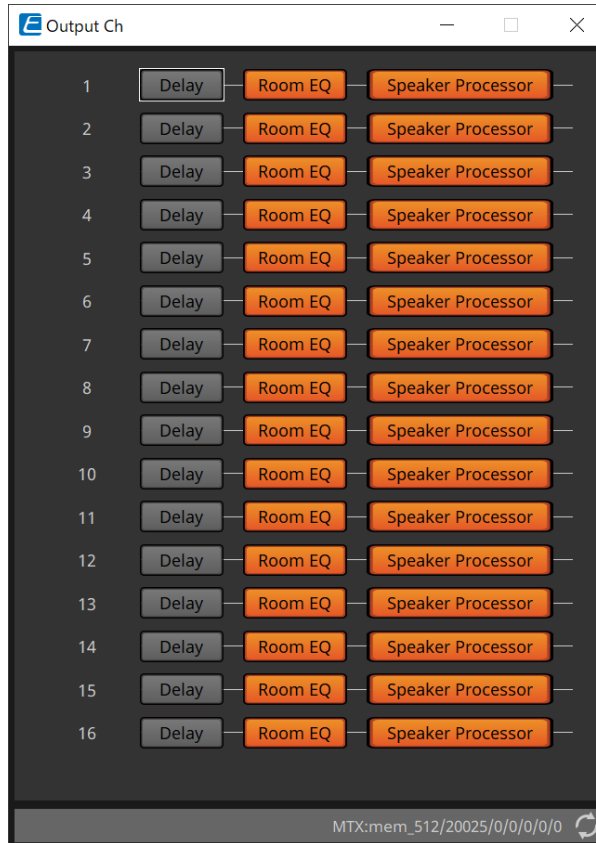 Output Ch
1 Delay Room EQ Speaker Processor
2 Delay Room EQ Speaker Processor
3 Delay Room EQ Speaker Processor
4 Delay Room EQ Speaker Processor
5 Delay Room EQ Speaker Processor
6 Delay Room EQ Speaker Processor
7 Delay Room EQ Speaker Processor
8 Delay Room EQ Speaker Processor
9 Delay Room EQ Speaker Processor
10 Delay Room EQ Speaker Processor
11 Delay Room EQ Speaker Processor
12 Delay Room EQ Speaker Processor
13 Delay Room EQ Speaker Processor
14 Delay Room EQ Speaker Processor
15 Delay Room EQ Speaker Processor
16 Delay Room EQ Speaker Processor
MTX:mem_512/20025/0/0/0/0/0